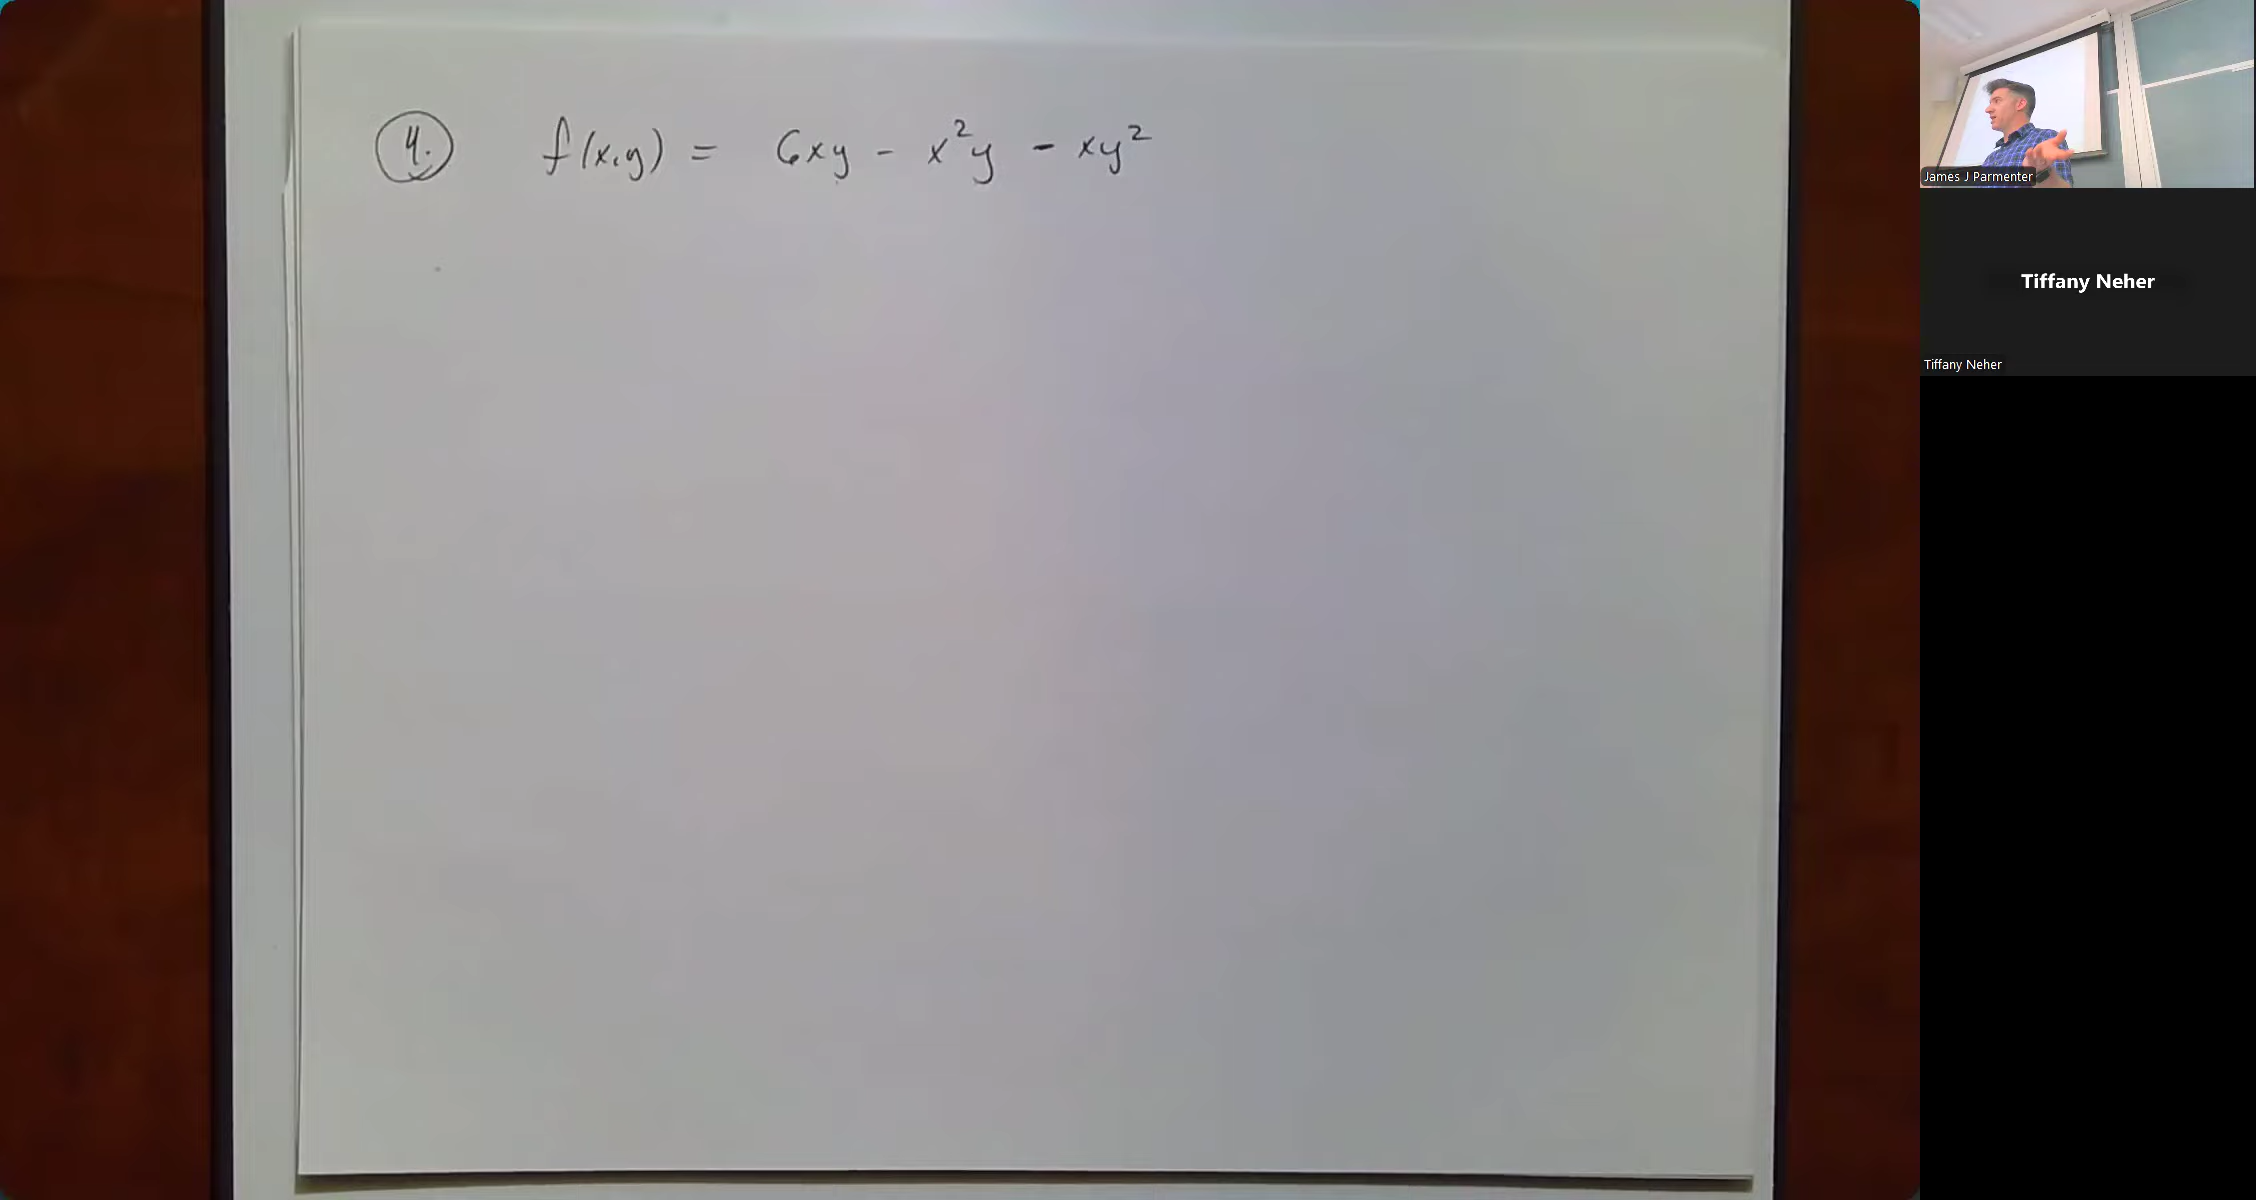 4. f(x,y) = 6xy - x²y - xy²
James J Parmenter
Tiffany Neher
Tiffany Neher